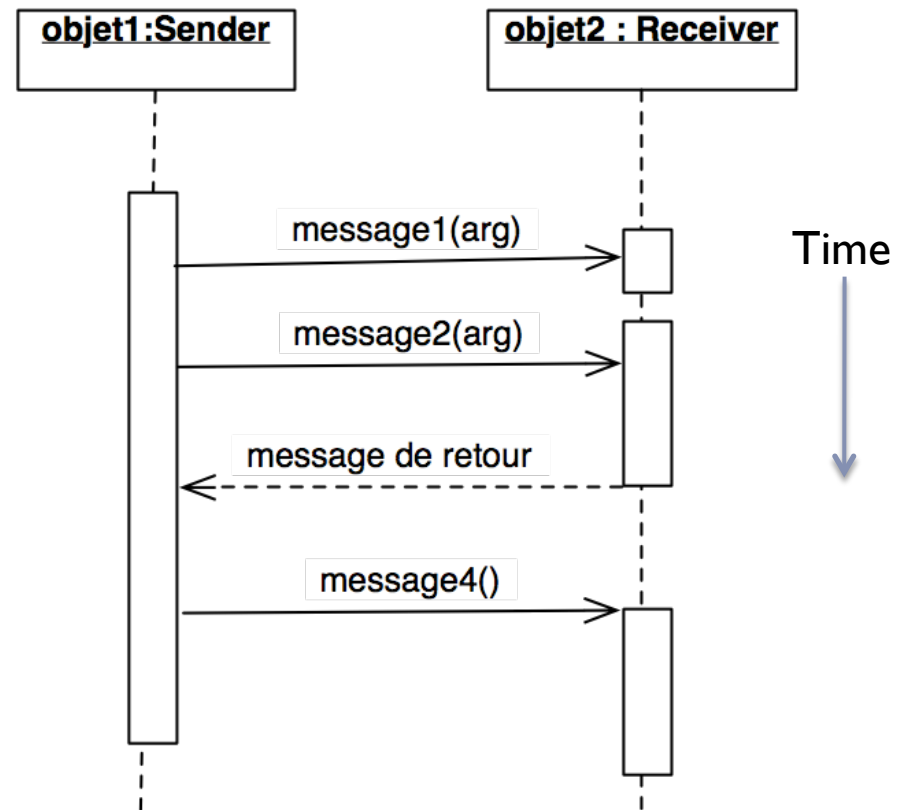 objet1:Sender
objet2 : Receiver
message1(arg)
Time
message2(arg)
message de retour
message4()